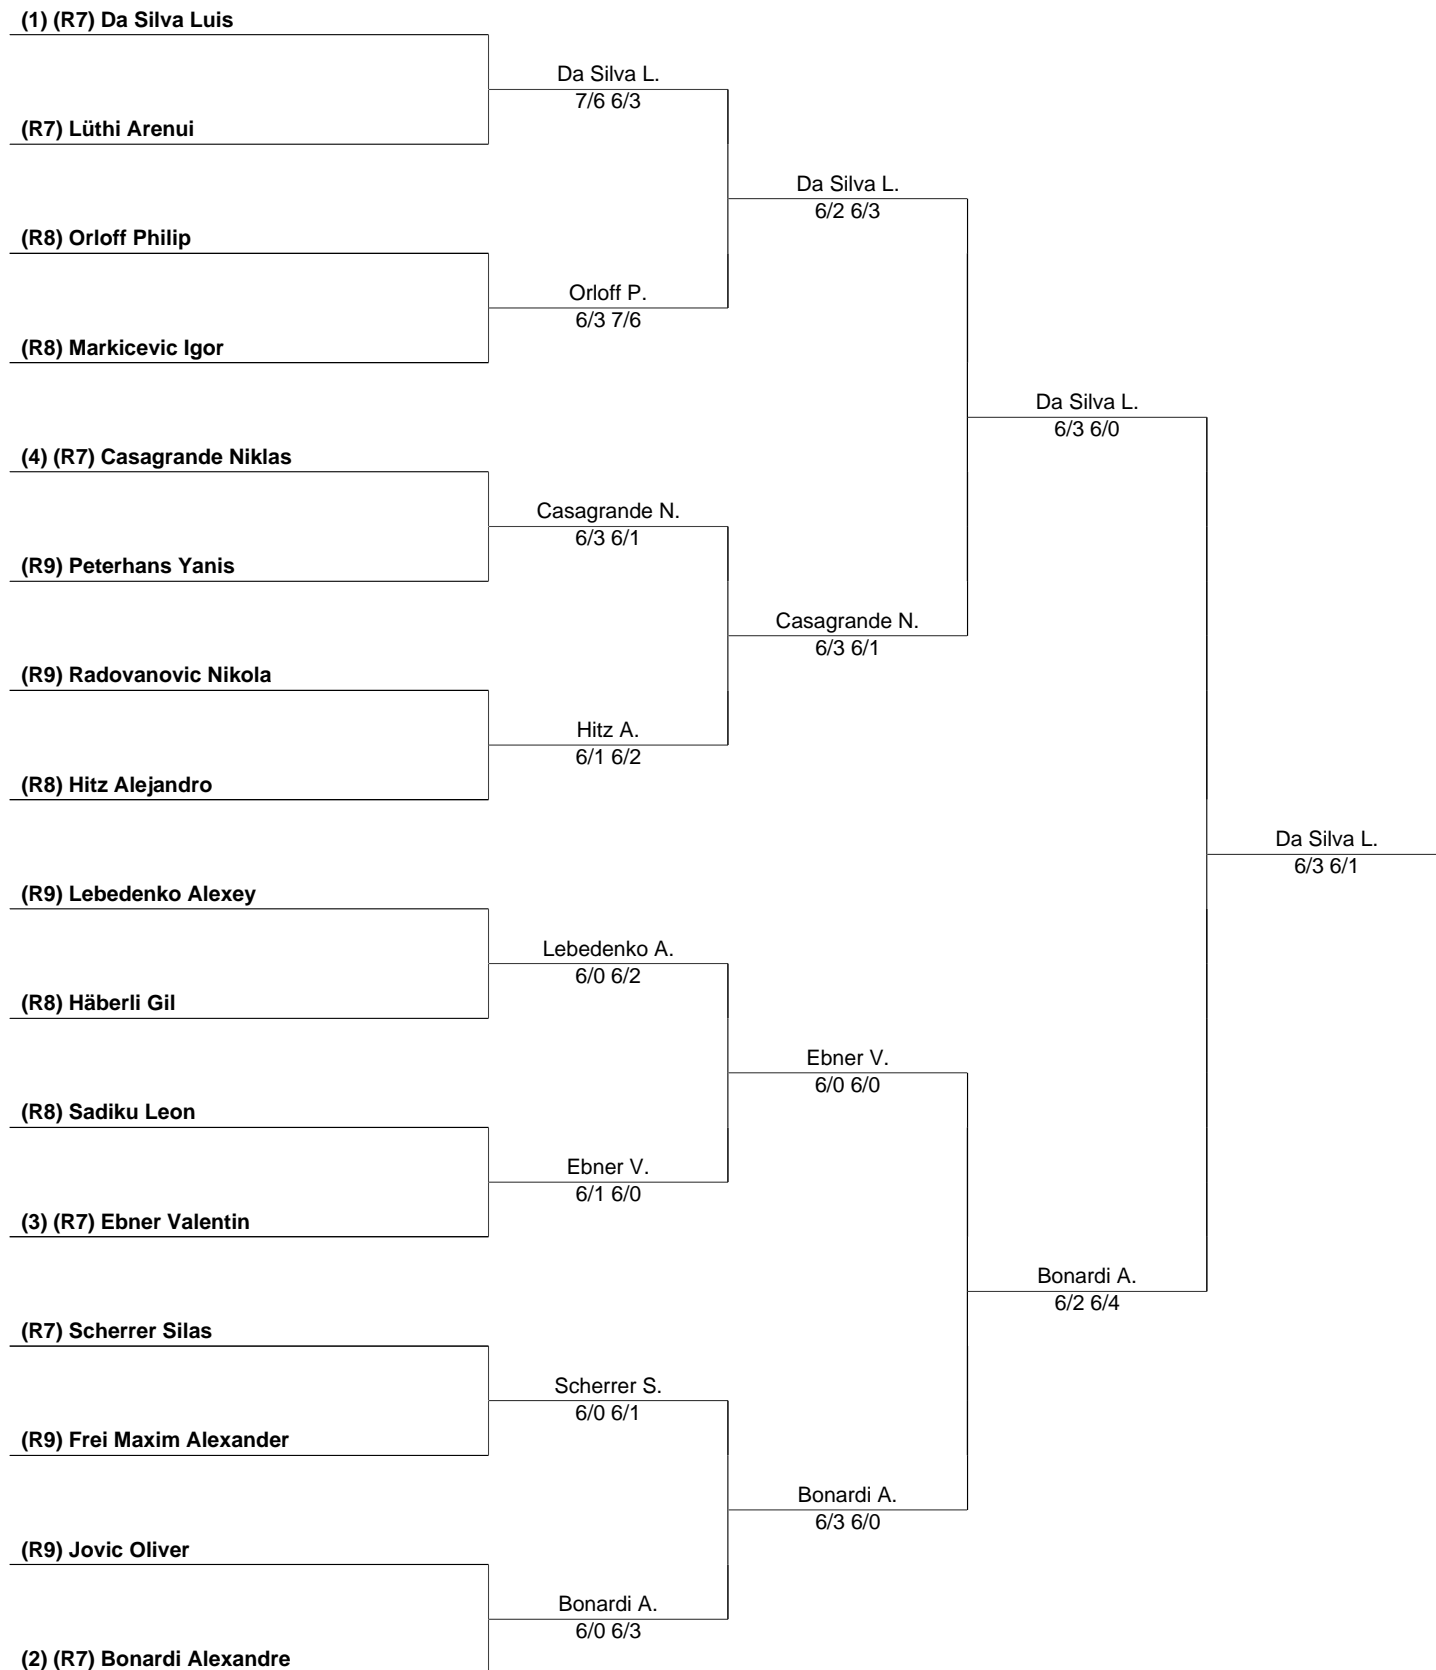 (1) (R7) Da Silva Luis
Da Silva L.
7/6 6/3
(R7) Lüthi Arenui
Da Silva L.
6/2 6/3
(R8) Orloff Philip
Orloff P.
6/3 7/6
(R8) Markicevic Igor
Da Silva L.
6/3 6/0
(4) (R7) Casagrande Niklas
Casagrande N.
6/3 6/1
(R9) Peterhans Yanis
Casagrande N.
6/3 6/1
(R9) Radovanovic Nikola
Hitz A.
6/1 6/2
(R8) Hitz Alejandro
Da Silva L.
6/3 6/1
(R9) Lebedenko Alexey
Lebedenko A.
6/0 6/2
(R8) Häberli Gil
Ebner V.
6/0 6/0
(R8) Sadiku Leon
Ebner V.
6/1 6/0
(3) (R7) Ebner Valentin
Bonardi A.
6/2 6/4
(R7) Scherrer Silas
Scherrer S.
6/0 6/1
(R9) Frei Maxim Alexander
Bonardi A.
6/3 6/0
(R9) Jovic Oliver
Bonardi A.
6/0 6/3
(2) (R7) Bonardi Alexandre